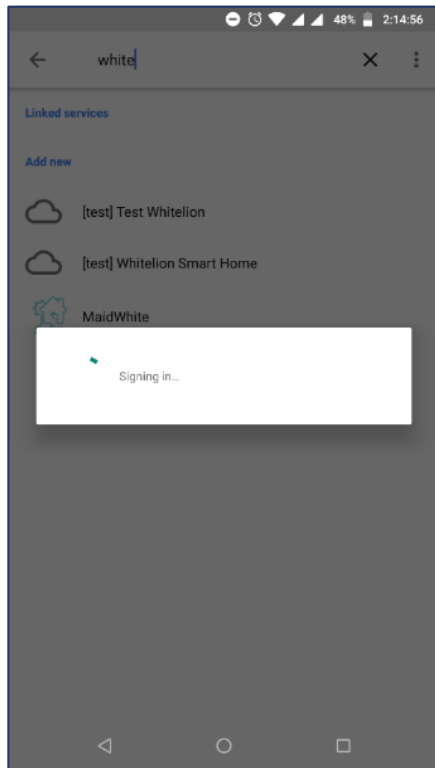 48% 2:14:56
white
Linked services
Add new
[test] Test Whitelion
[test] Whitelion Smart Home
MaidWhite
Signing in...